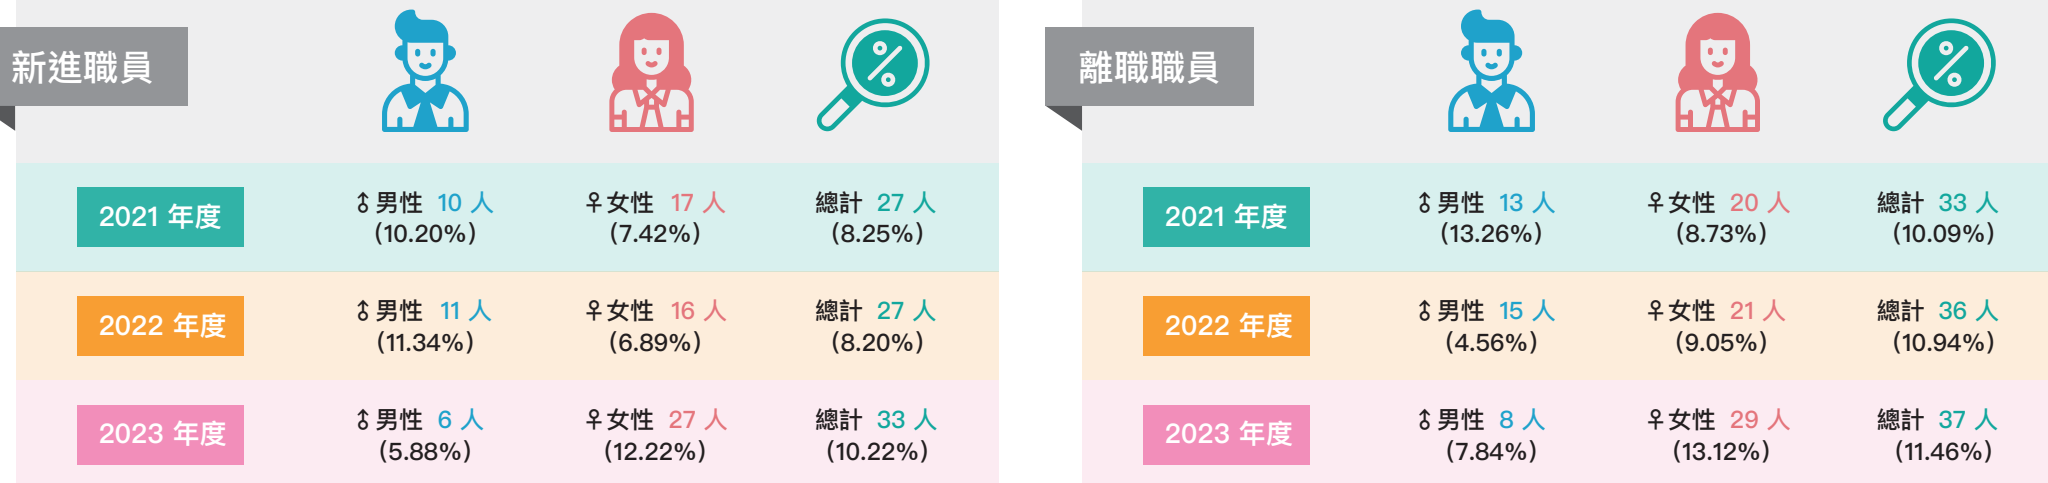 新進職員
2021 年度
⚨男性 10 人
(10.20%)
♀女性 17 人
(7.42%)
總計 27 人
(8.25%)
2022 年度
⚨男性 11 人
(11.34%)
♀女性 16 人
(6.89%)
總計 27 人
(8.20%)
2023 年度
⚨男性 6 人
(5.88%)
♀女性 27 人
(12.22%)
總計 33 人
(10.22%)
離職職員
2021 年度
⚨男性 13 人
(13.26%)
♀女性 20 人
(8.73%)
總計 33 人
(10.09%)
2022 年度
⚨男性 15 人
(4.56%)
♀女性 21 人
(9.05%)
總計 36 人
(10.94%)
2023 年度
⚨男性 8 人
(7.84%)
♀女性 29 人
(13.12%)
總計 37 人
(11.46%)